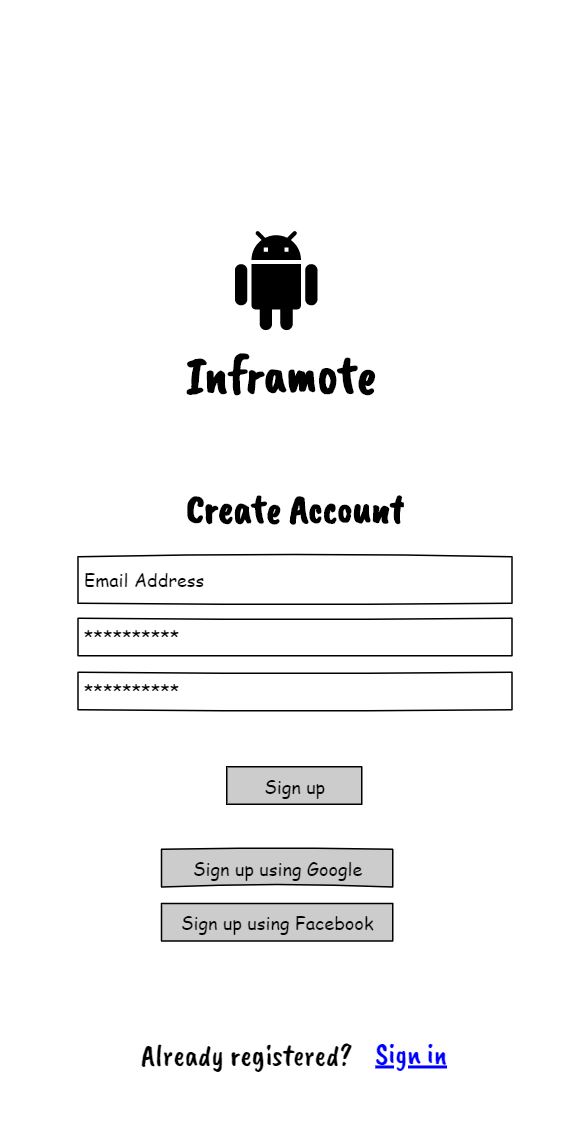 Inframote
Create Account
Email Address
**********
**********
Sign up
Sign up using Google
Sign up using Facebook
Already registered? Sign in